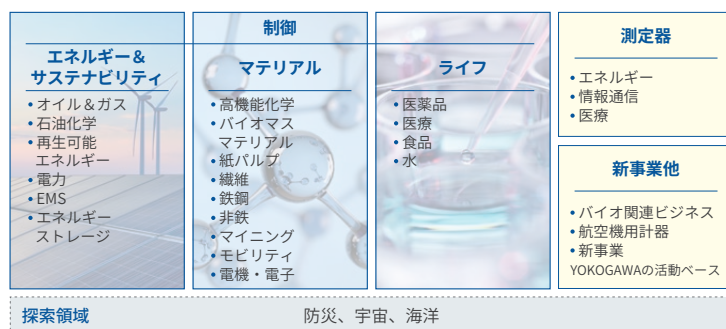 制御
エネルギー＆
サステナビリティ
•オイル＆ガス
•石油化学
•再生可能
エネルギー
•電力
•EMS
•エネルギー
ストレージ
マテリアル
•高機能化学
•バイオマス
マテリアル
•紙パルプ
•繊維
•鉄鋼
•非鉄
•マイニング
•モビリティ
•電機・電子
ライフ
•医薬品
•医療
•食品
•水
測定器
•エネルギー
•情報通信
•医療
新事業他
•バイオ関連ビジネス
•航空機用計器
•新事業
YOKOGAWAの活動ベース
探索領域
防災、宇宙、海洋